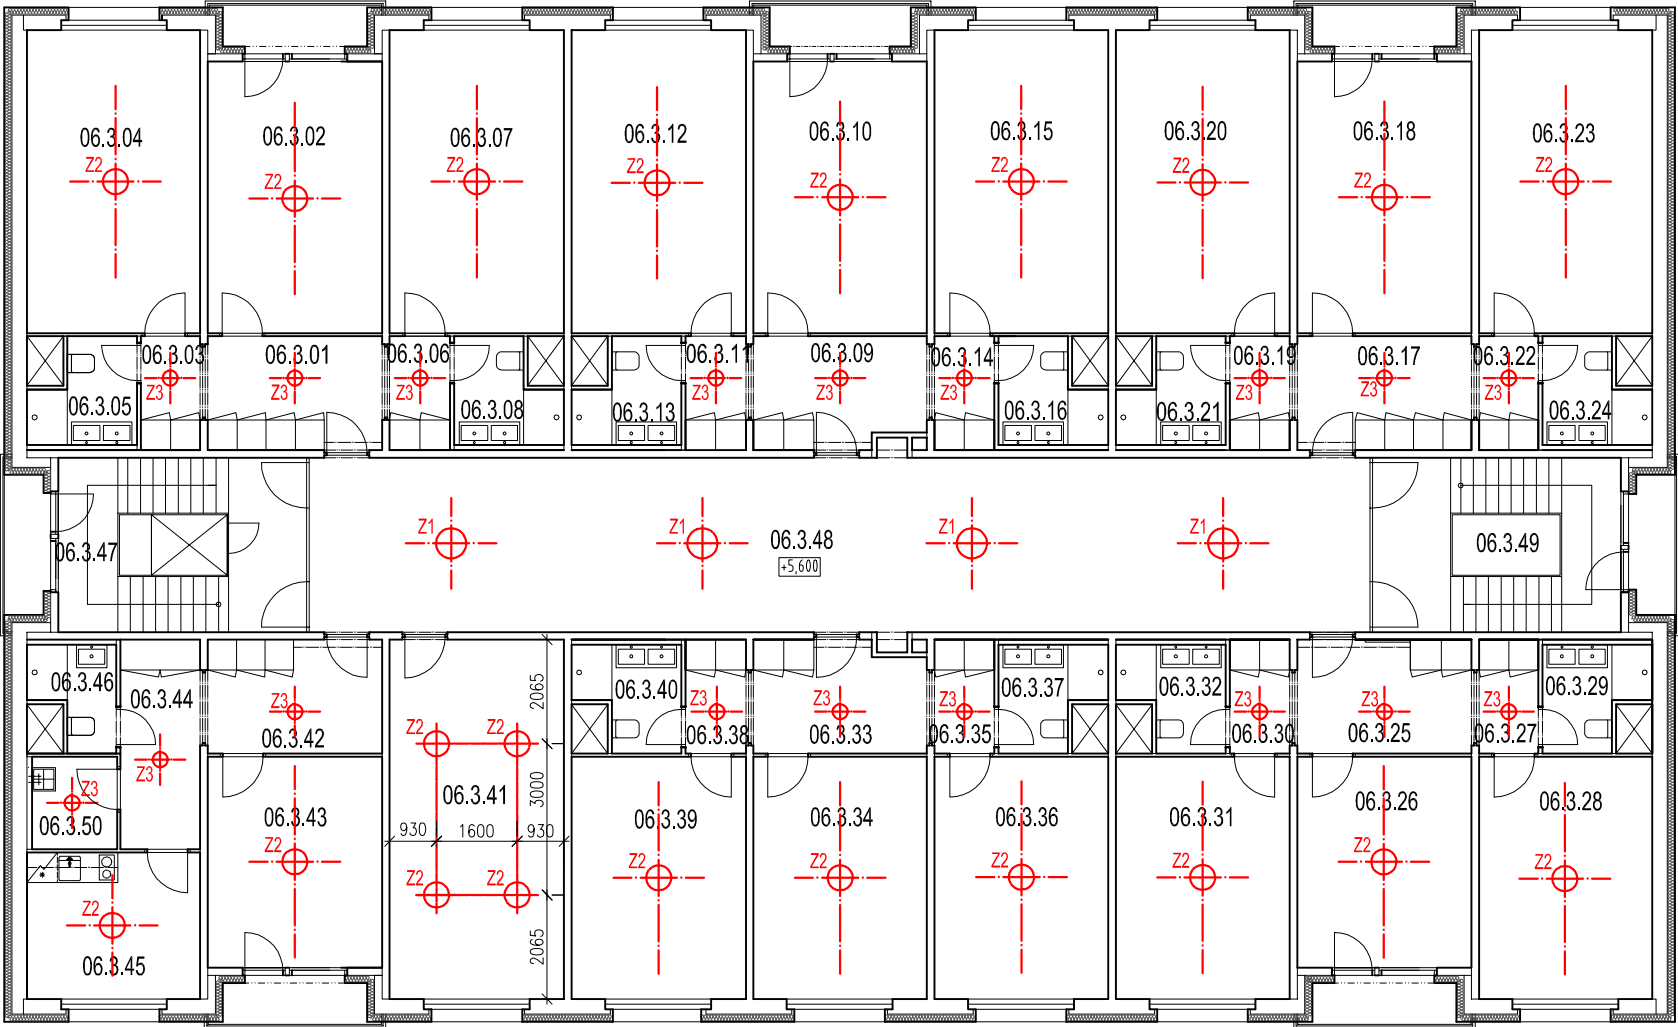 06.3.04
Z2
06.3.02
Z2
06.3.07
Z2
06.3.12
Z2
06.3.10
Z2
06.3.15
Z2
06.3.20
Z2
06.3.18
Z2
06.3.23
Z2
06.3.03
Z3
06.3.01
Z3
06.3.06
Z3
06.3.11
Z3
06.3.09
Z3
06.3.14
Z3
06.3.19
Z3
06.3.17
Z3
06.3.22
Z3
06.3.05
06.3.08
06.3.13
06.3.16
06.3.21
06.3.24
Z1
Z1
Z1
Z1
06.3.47
06.3.48
+5,600
06.3.49
06.3.46
06.3.44
Z3
Z3
06.3.42
06.3.40
Z3
06.3.38
Z3
06.3.33
Z3
06.3.35
06.3.37
06.3.32
Z3
06.3.30
Z3
06.3.25
Z3
06.3.27
06.3.29
Z3
06.3.50
06.3.43
Z2
Z2
Z2
2065
06.3.41
3000
930
1600
930
Z2
Z2
2065
06.3.39
Z2
06.3.34
Z2
06.3.36
Z2
06.3.31
Z2
06.3.26
Z2
06.3.28
Z2
Z2
06.3.45